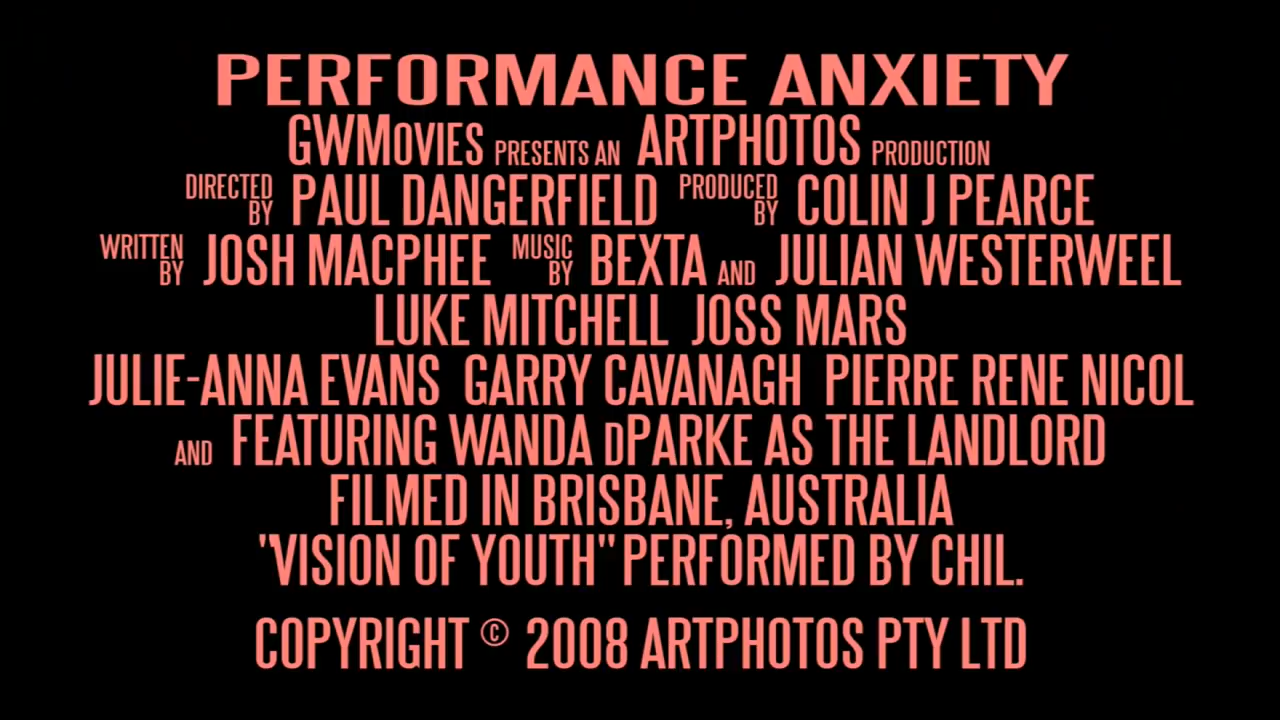 PERFORMANCE ANXIETY
GWMOVIES PRESENTS AN ARTPHOTOS PRODUCTION
DIRECTED BY PAUL DANGERFIELD PRODUCED BY COLIN J PEARCE
WRITTEN BY JOSH MACPHEE MUSIC BY BEXTA AND JULIAN WESTERWEEL
LUKE MITCHELL JOSS MARS
JULIE-ANNA EVANS GARRY CAVANAGH PIERRE RENE NICOL
AND FEATURING WANDA DPARKE AS THE LANDLORD
FILMED IN BRISBANE, AUSTRALIA
"VISION OF YOUTH" PERFORMED BY CHIL.
COPYRIGHT © 2008 ARTPHOTOS PTY LTD